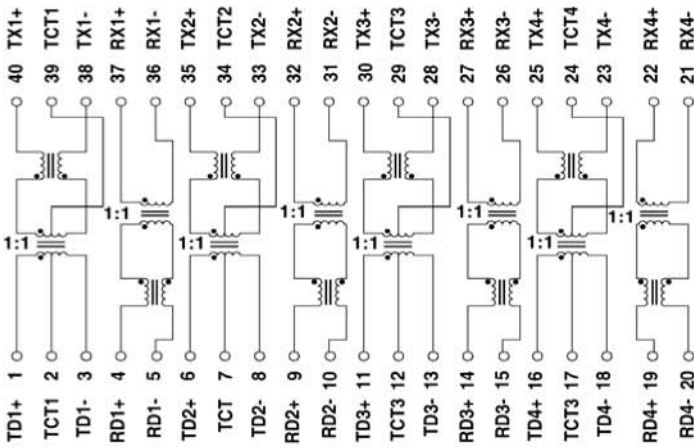 TX1+ TCT1 TX1- RX1+ RX1- TX2+ TCT2 TX2- RX2+ RX2- TX3+ TCT3 TX3- RX3+ RX3- TX4+ TCT4 TX4- RX4+ RX4-
40 39 38 37 36 35 34 33 32 31 30 29 28 27 26 25 24 23 22 21
1:1 1:1 1:1 1:1
1:1 1:1 1:1 1:1
1 2 3 4 5 6 7 8 9 10 11 12 13 14 15 16 17 18 19 20
TD1+ TCT1 TD1- RD1+ RD1- TD2+ TCT TD2- RD2+ RD2- TD3+ TCT3 TD3- RD3+ RD3- TD4+ TCT3 TD4- RD4+ RD4-